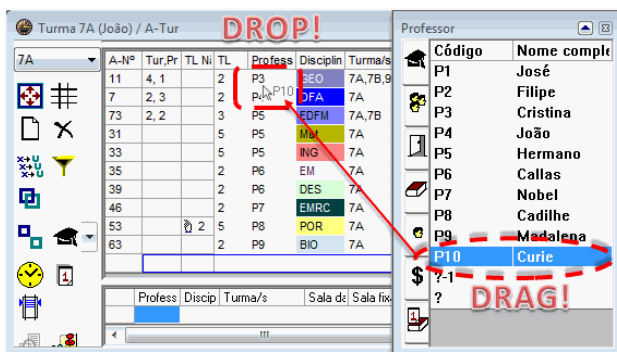 Turma 7A (João) / A-Tur
DROP!
7A
A-Nº Tur,Pr TL Ni TL Profess Disciplin Turma/s
11 4, 1 2 P3 GEO 7A,7B,9
7 2, 3 2 P4 DFA 7A
P10
73 2, 2 3 P5 EDFM 7A,7B
31 5 P5 Mat 7A
33 5 P5 ING 7A
35 2 P6 EM 7A
39 2 P6 DES 7A
46 2 P7 EMRC 7A
53 2 5 P8 POR 7A
63 2 P9 BIO 7A
Profess Discip Turma/s Sala de Sala fix
Professor
Código Nome comple
P1 José
P2 Filipe
P3 Cristina
P4 João
P5 Hermano
P6 Callas
P7 Nobel
P8 Cadilhe
P9 Madalena
P10 Curie
?-1
?
DRAG!